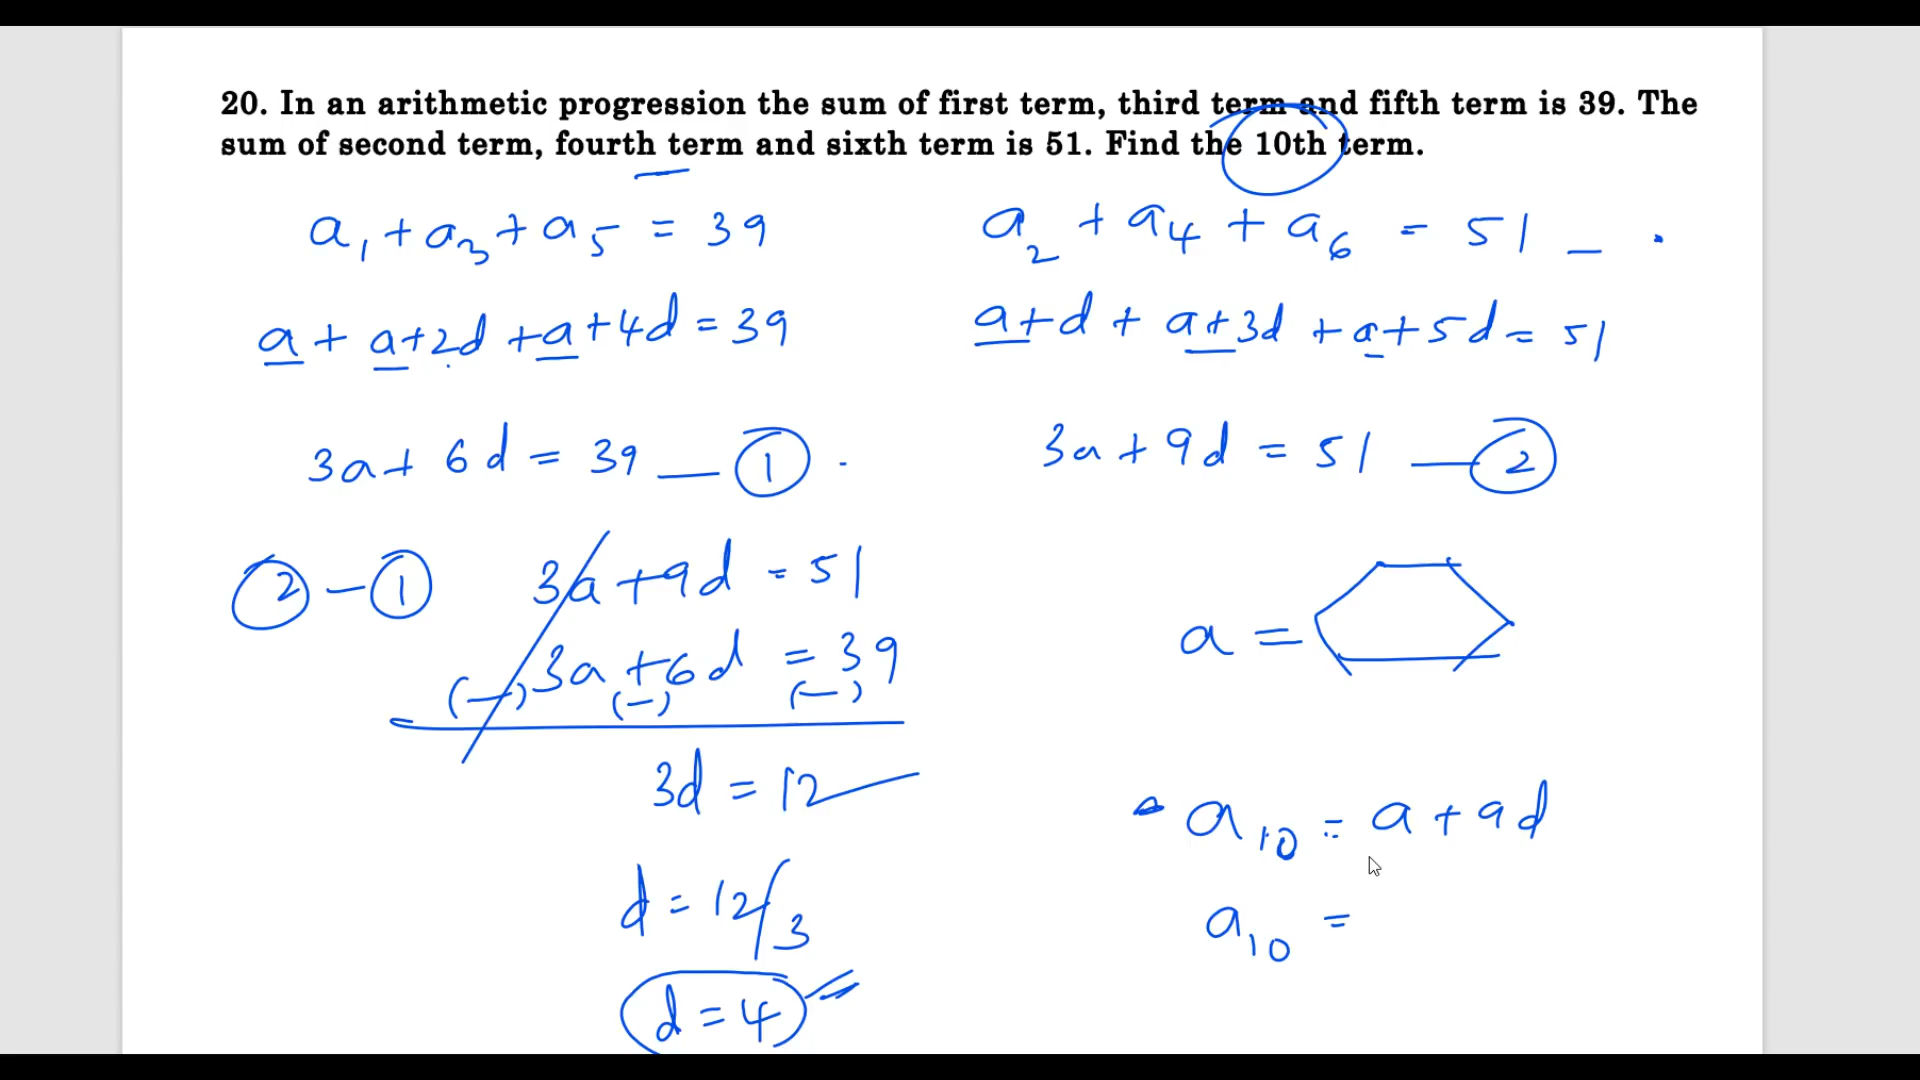 20. In an arithmetic progression the sum of first term, third term and fifth term is 39. The
sum of second term, fourth term and sixth term is 51. Find the 10th term.
a₁ + a₃ + a₅ = 39
a + a+2d + a+4d = 39
3a + 6d = 39 — ①
② - ① 3a + 9d = 51
3a + 6d = 39
(-) (-) (-)
3d = 12
d = 12/3
d = 4
a₂ + a₄ + a₆ = 51
a+d + a+3d + a+5d = 51
3a + 9d = 51 — ②
a =
a₁₀ = a + 9d
a₁₀ =